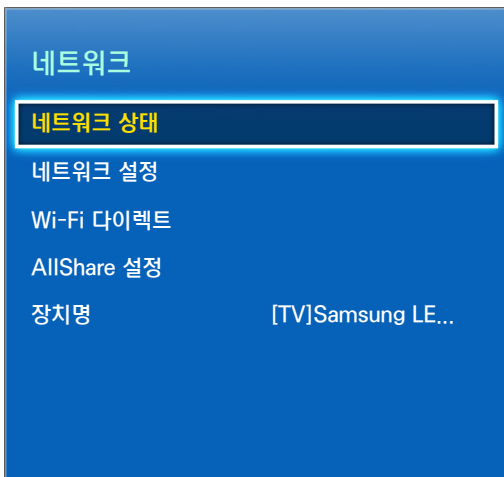 네트워크
네트워크 상태
네트워크 설정
Wi-Fi 다이렉트
AllShare 설정
장치명 [TV]Samsung LE...